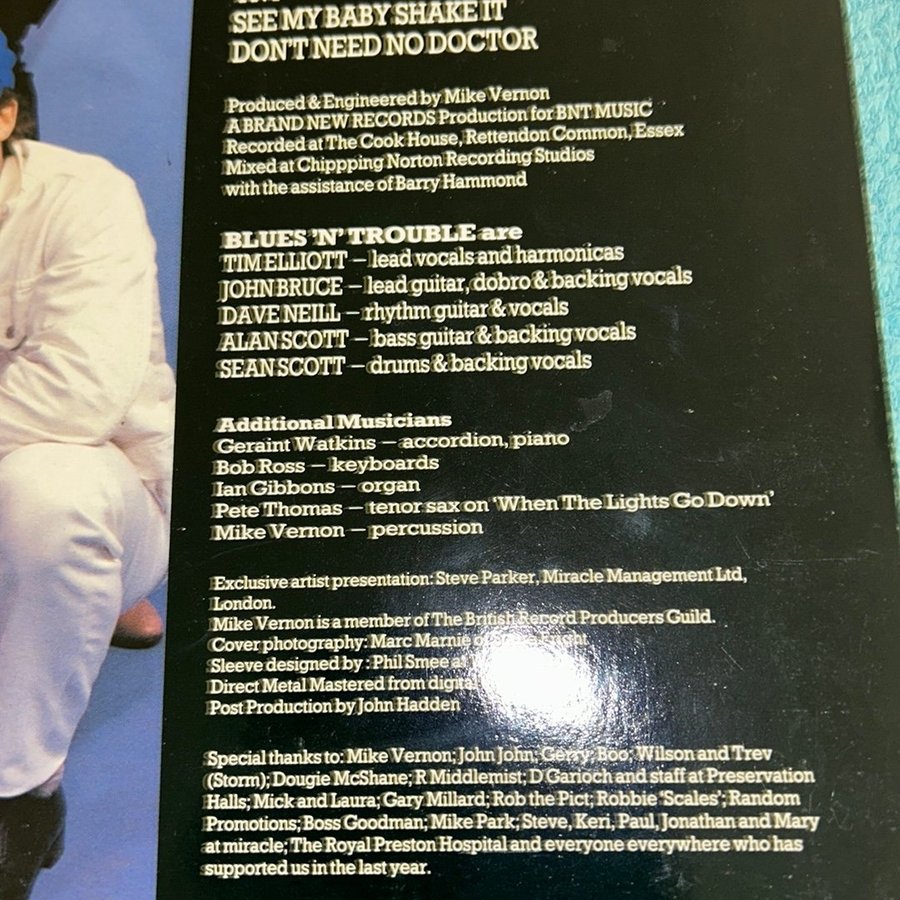 SEE MY BABY SHAKE IT
DON'T NEED NO DOCTOR
Produced & Engineered by Mike Vernon
A BRAND NEW RECORDS Production for BNT MUSIC
Recorded at The Cook House, Rettendon Common, Essex
Mixed at Chippping Norton Recording Studios
with the assistance of Barry Hammond
BLUES 'N' TROUBLE are
TIM ELLIOTT – lead vocals and harmonicas
JOHN BRUCE – lead guitar, dobro & backing vocals
DAVE NEILL – rhythm guitar & vocals
ALAN SCOTT – bass guitar & backing vocals
SEAN SCOTT – drums & backing vocals
Additional Musicians
Geraint Watkins – accordion, piano
Bob Ross – keyboards
Ian Gibbons – organ
Pete Thomas – tenor sax on 'When The Lights Go Down'
Mike Vernon – percussion
Exclusive artist presentation: Steve Parker, Miracle Management Ltd,
London.
Mike Vernon is a member of The British Record Producers Guild.
Cover photography: Marc Marnie
Sleeve designed by : Phil Smee at
Direct Metal Mastered from
Post Production by John Hadden
Special thanks to: Mike Vernon; John John; Gerry; Boo; Wilson and Trev
(Storm); Dougie McShane; R Middlemist; D Garioch and staff at Preservation
Halls; Mick and Laura; Gary Millard; Rob the Pict; Robbie 'Scales'; Random
Promotions; Boss Goodman; Mike Park; Steve, Keri, Paul, Jonathan and Mary
at miracle; The Royal Preston Hospital and everyone everywhere who has
supported us in the last year.